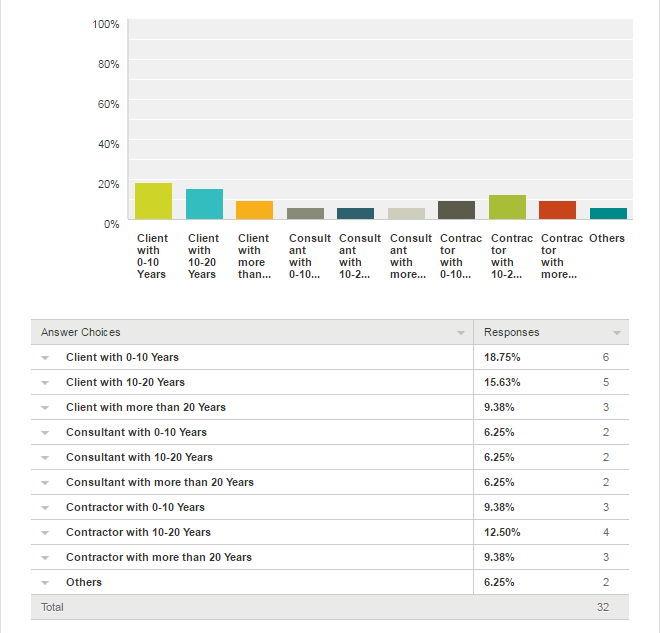 100%
80%
60%
40%
20%
0%
Client with 0-10 Years
Client with 10-20 Years
Client with more than...
Consult ant with 0-10...
Consult ant with 10-2...
Consult ant with more...
Contrac tor with 0-10...
Contrac tor with 10-2...
Contrac tor with more...
Others
Answer Choices Responses
Client with 0-10 Years 18.75% 6
Client with 10-20 Years 15.63% 5
Client with more than 20 Years 9.38% 3
Consultant with 0-10 Years 6.25% 2
Consultant with 10-20 Years 6.25% 2
Consultant with more than 20 Years 6.25% 2
Contractor with 0-10 Years 9.38% 3
Contractor with 10-20 Years 12.50% 4
Contractor with more than 20 Years 9.38% 3
Others 6.25% 2
Total 32